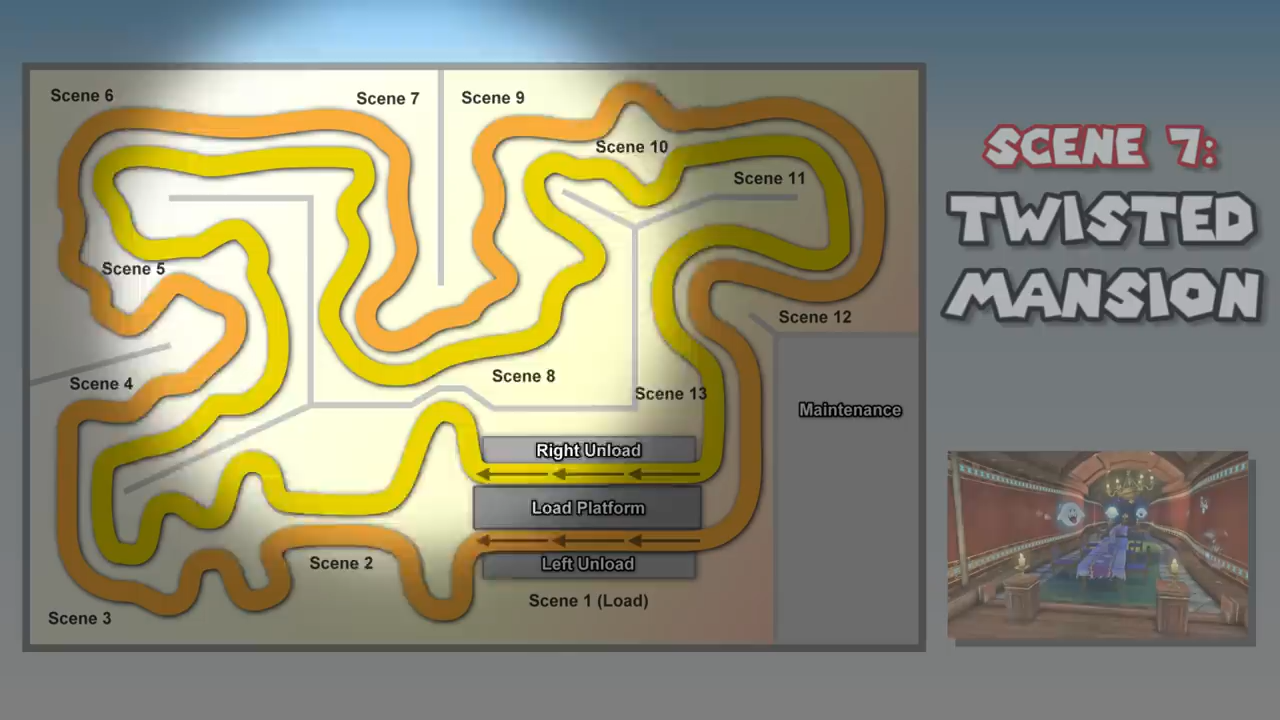 Scene 6
Scene 7
Scene 9
Scene 10
Scene 11
Scene 5
Scene 12
Scene 4
Scene 8
Scene 13
Maintenance
Right Unload
Load Platform
Left Unload
Scene 2
Scene 1 (Load)
Scene 3
SCENE 7:
TWISTED
MANSION